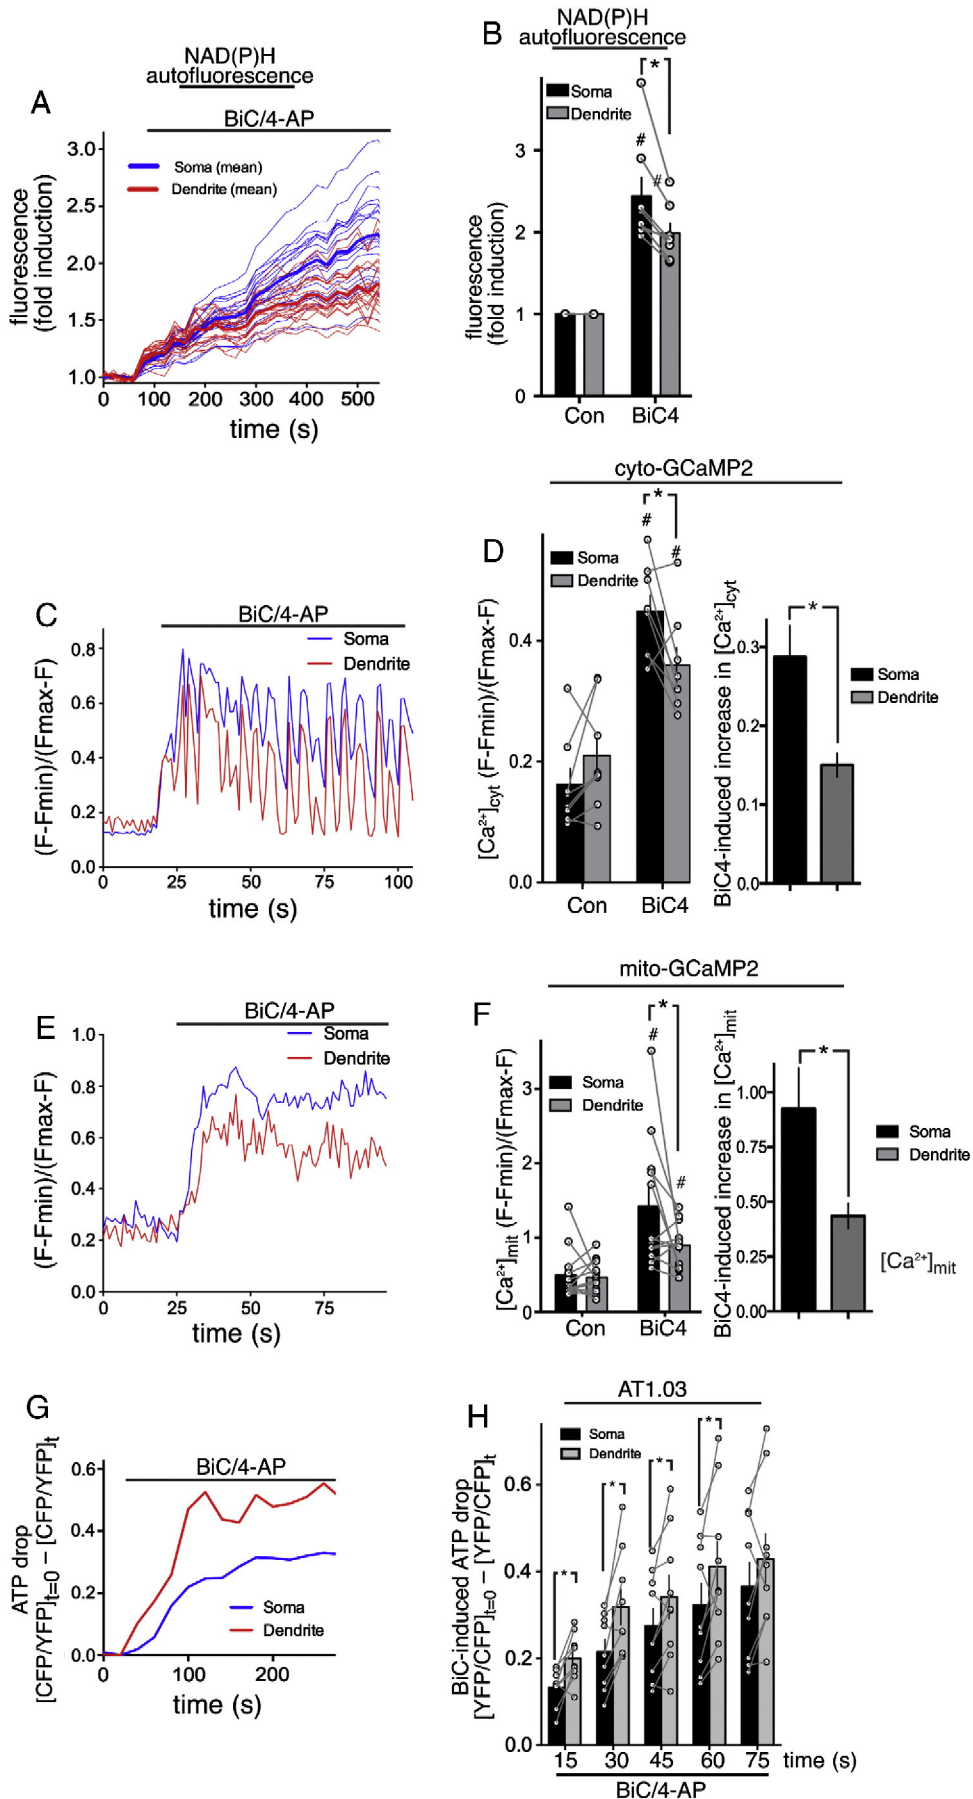 NAD(P)H
autofluorescence
A
BiC/4-AP
Soma (mean)
Dendrite (mean)
fluorescence
(fold induction)
3.0
2.5
2.0
1.5
1.0
0 100 200 300 400 500
time (s)
B
NAD(P)H
autofluorescence
*
Soma
Dendrite
#
#
fluorescence
(fold induction)
3
2
1
0
Con BiC4
C
BiC/4-AP
Soma
Dendrite
(F-Fmin)/(Fmax-F)
0.8
0.6
0.4
0.2
0.0
0 25 50 75 100
time (s)
cyto-GCaMP2
D
*
#
#
Soma
Dendrite
[Ca²⁺]cyt (F-Fmin)/(Fmax-F)
0.4
0.2
0.0
Con BiC4
BiC4-induced increase in [Ca²⁺]cyt
*
0.3
0.2
0.1
0.0
Soma
Dendrite
E
BiC/4-AP
Soma
Dendrite
(F-Fmin)/(Fmax-F)
1.0
0.8
0.6
0.4
0.2
0.0
0 25 50 75
time (s)
mito-GCaMP2
F
*
#
#
Soma
Dendrite
[Ca²⁺]mit (F-Fmin)/(Fmax-F)
3
2
1
0
Con BiC4
BiC4-induced increase in [Ca²⁺]mit
*
1.00
0.75
0.50
0.25
0.00
Soma
Dendrite
[Ca²⁺]mit
G
BiC/4-AP
ATP drop
[CFP/YFP]t=0 – [CFP/YFP]t
0.6
0.4
0.2
0.0
Soma
Dendrite
0 100 200
time (s)
AT1.03
H
Soma
Dendrite
* * * *
BiC-induced ATP drop
[YFP/CFP]t=0 – [YFP/CFP]t
0.6
0.4
0.2
0.0
15 30 45 60 75 time (s)
BiC/4-AP